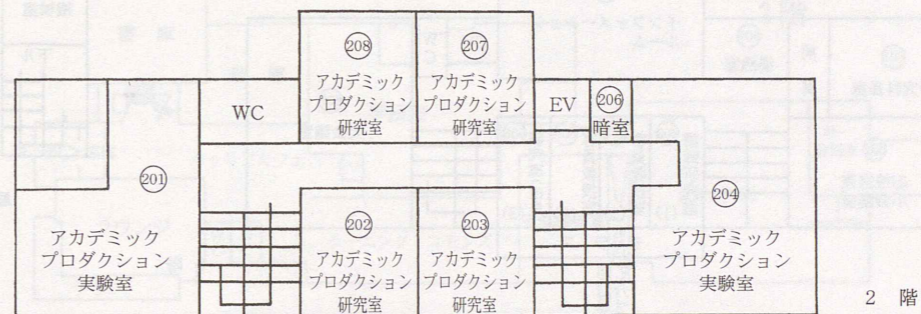 208
アカデミック
プロダクション
研究室
207
アカデミック
プロダクション
研究室
WC
EV
206
暗室
201
アカデミック
プロダクション
実験室
202
アカデミック
プロダクション
研究室
203
アカデミック
プロダクション
研究室
204
アカデミック
プロダクション
実験室
2 階